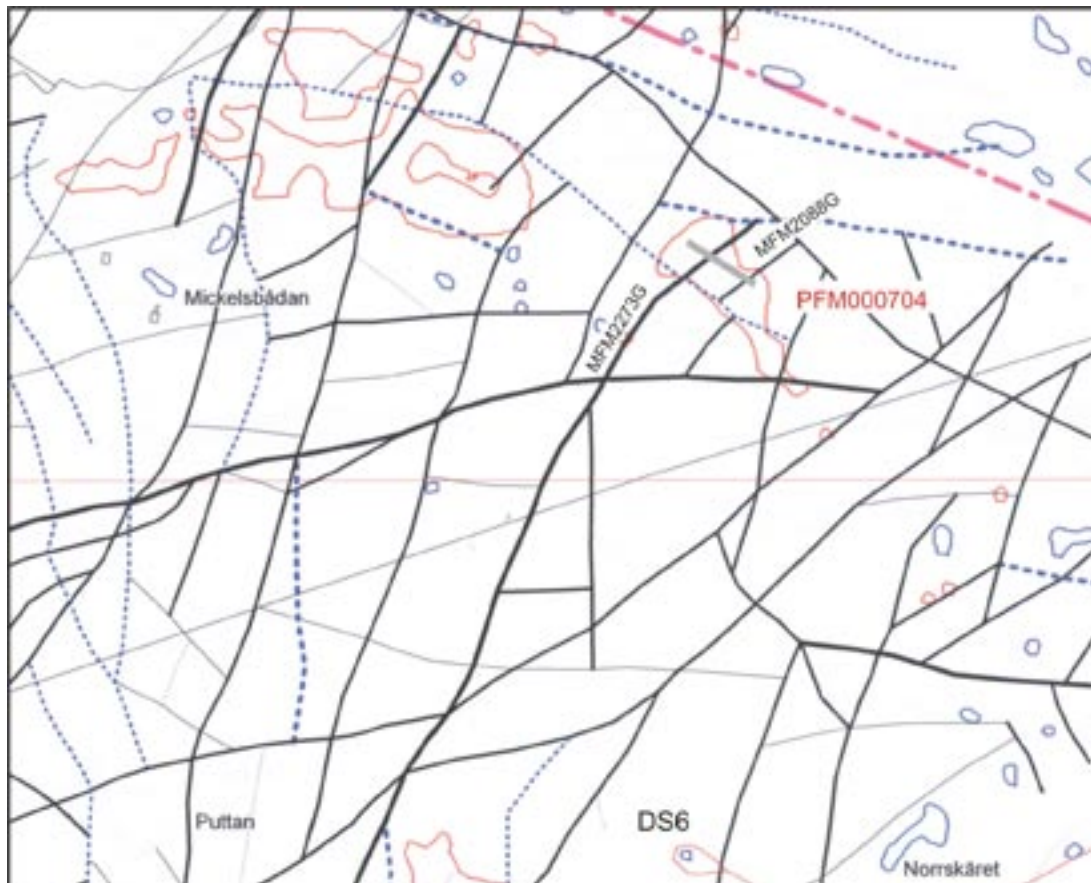 MFM2088G
Mickelsbådan
PFM000704
MFM2273G
Puttan
DS6
Norrskäret